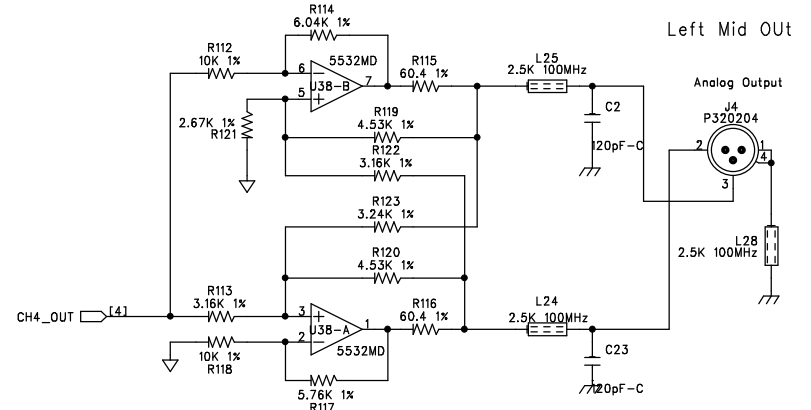 R114
6.04K 1%
Left Mid OUt
R112
10K 1%
5532MD
R115
60.4 1%
L25
2.5K 100MHz
6
7
U38-B
5
Analog Output
J4
P320204
C2
2.67K 1%
R121
R119
4.53K 1%
120pF-C
R122
3.16K 1%
2
1
4
3
R123
3.24K 1%
L28
2.5K 100MHz
R120
4.53K 1%
CH4_OUT
[4]
R113
3.16K 1%
3
1
U38-A
2
5532MD
R116
60.4 1%
L24
2.5K 100MHz
10K 1%
R118
C23
120pF-C
5.76K 1%
R117